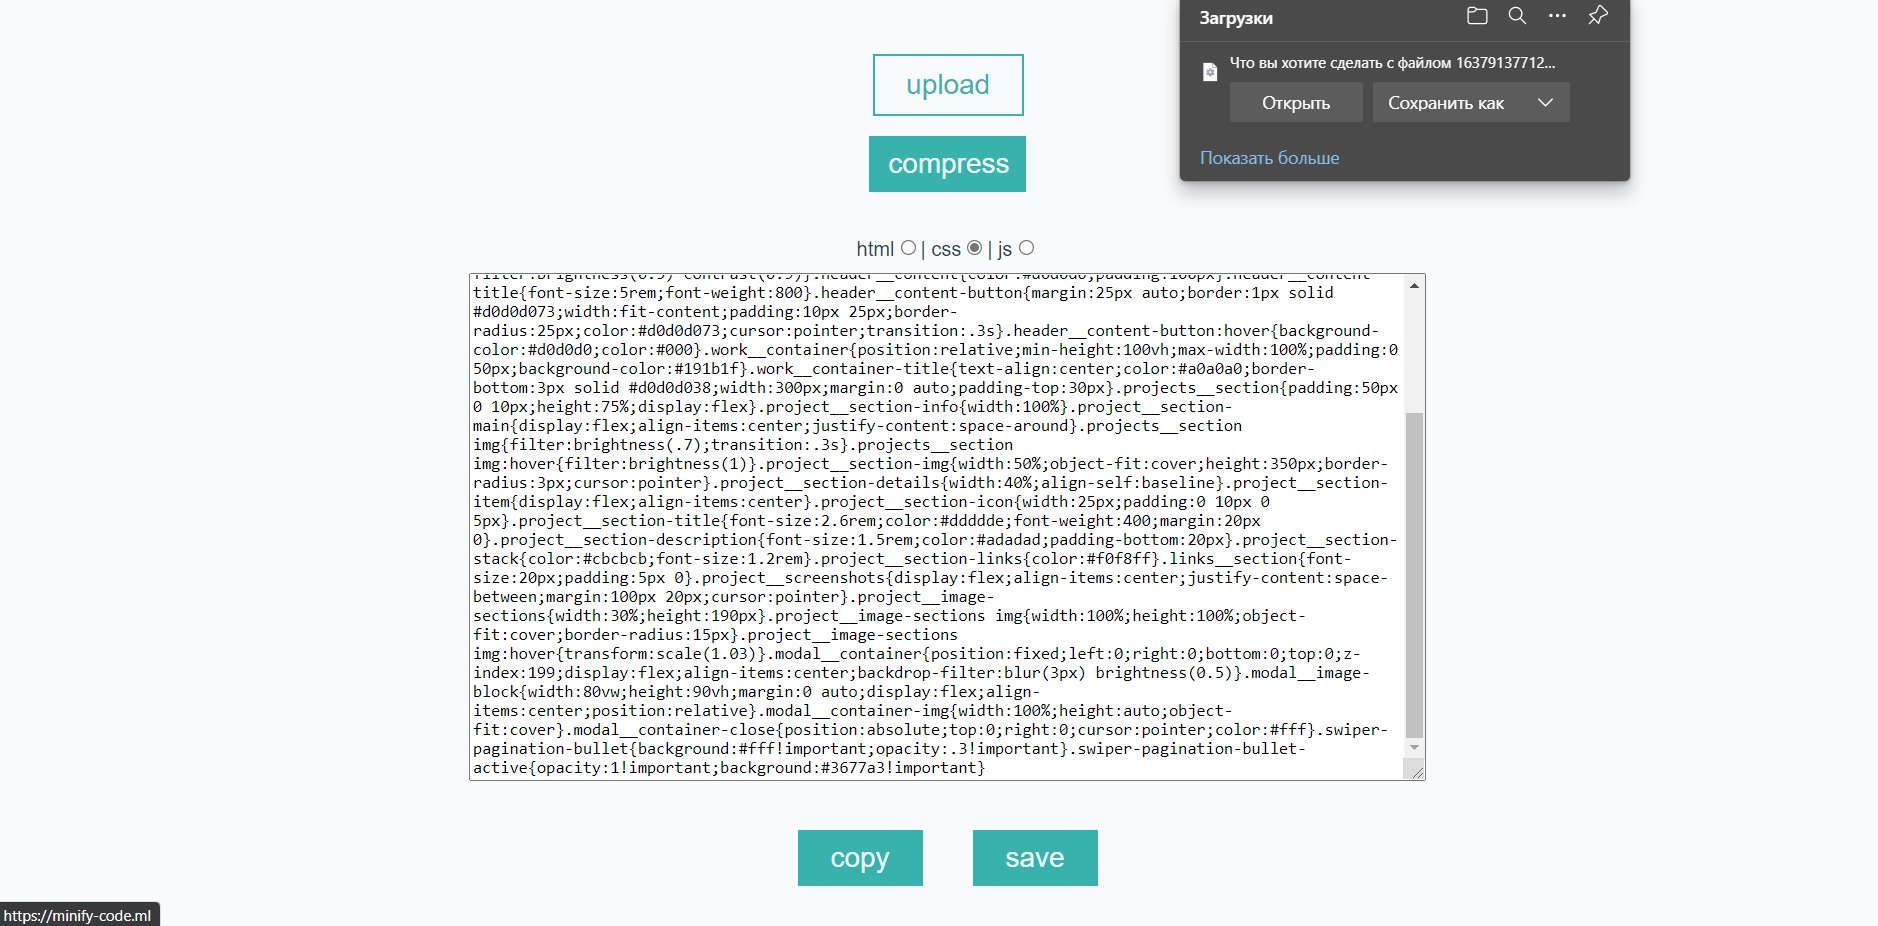 Загрузки
Что вы хотите сделать с файлом 16379137712...
Открыть
Сохранить как
Показать больше
upload
compress
html | css | js
filter:brightness(0.5) contrast(0.9)}.header__content{color:#d0d0d0;padding:100px}.header__content-
title{font-size:5rem;font-weight:800}.header__content-button{margin:25px auto;border:1px solid
#d0d0d073;width:fit-content;padding:10px 25px;border-
radius:25px;color:#d0d0d073;cursor:pointer;transition:.3s}.header__content-button:hover{background-
color:#d0d0d0;color:#000}.work__container{position:relative;min-height:100vh;max-width:100%;padding:0
50px;background-color:#191b1f}.work__container-title{text-align:center;color:#a0a0a0;border-
bottom:3px solid #d0d0d038;width:300px;margin:0 auto;padding-top:30px}.projects__section{padding:50px
0 10px;height:75%;display:flex}.project__section-info{width:100%}.project__section-
main{display:flex;align-items:center;justify-content:space-around}.projects__section
img{filter:brightness(.7);transition:.3s}.projects__section
img:hover{filter:brightness(1)}.project__section-img{width:50%;object-fit:cover;height:350px;border-
radius:3px;cursor:pointer}.project__section-details{width:40%;align-self:baseline}.project__section-
item{display:flex;align-items:center}.project__section-icon{width:25px;padding:0 10px 0
5px}.project__section-title{font-size:2.6rem;color:#ddddde;font-weight:400;margin:20px
0}.project__section-description{font-size:1.5rem;color:#adadad;padding-bottom:20px}.project__section-
stack{color:#cbcbcb;font-size:1.2rem}.project__section-links{color:#f0f8ff}.links__section{font-
size:20px;padding:5px 0}.project__screenshots{display:flex;align-items:center;justify-content:space-
between;margin:100px 20px;cursor:pointer}.project__image-
sections{width:30%;height:190px}.project__image-sections img{width:100%;height:100%;object-
fit:cover;border-radius:15px}.project__image-sections
img:hover{transform:scale(1.03)}.modal__container{position:fixed;left:0;right:0;bottom:0;top:0;z-
index:199;display:flex;align-items:center;backdrop-filter:blur(3px) brightness(0.5)}.modal__image-
block{width:80vw;height:90vh;margin:0 auto;display:flex;align-
items:center;position:relative}.modal__container-img{width:100%;height:auto;object-
fit:cover}.modal__container-close{position:absolute;top:0;right:0;cursor:pointer;color:#fff}.swiper-
pagination-bullet{background:#fff!important;opacity:.3!important}.swiper-pagination-bullet-
active{opacity:1!important;background:#3677a3!important}
copy
save
https://minify-code.ml